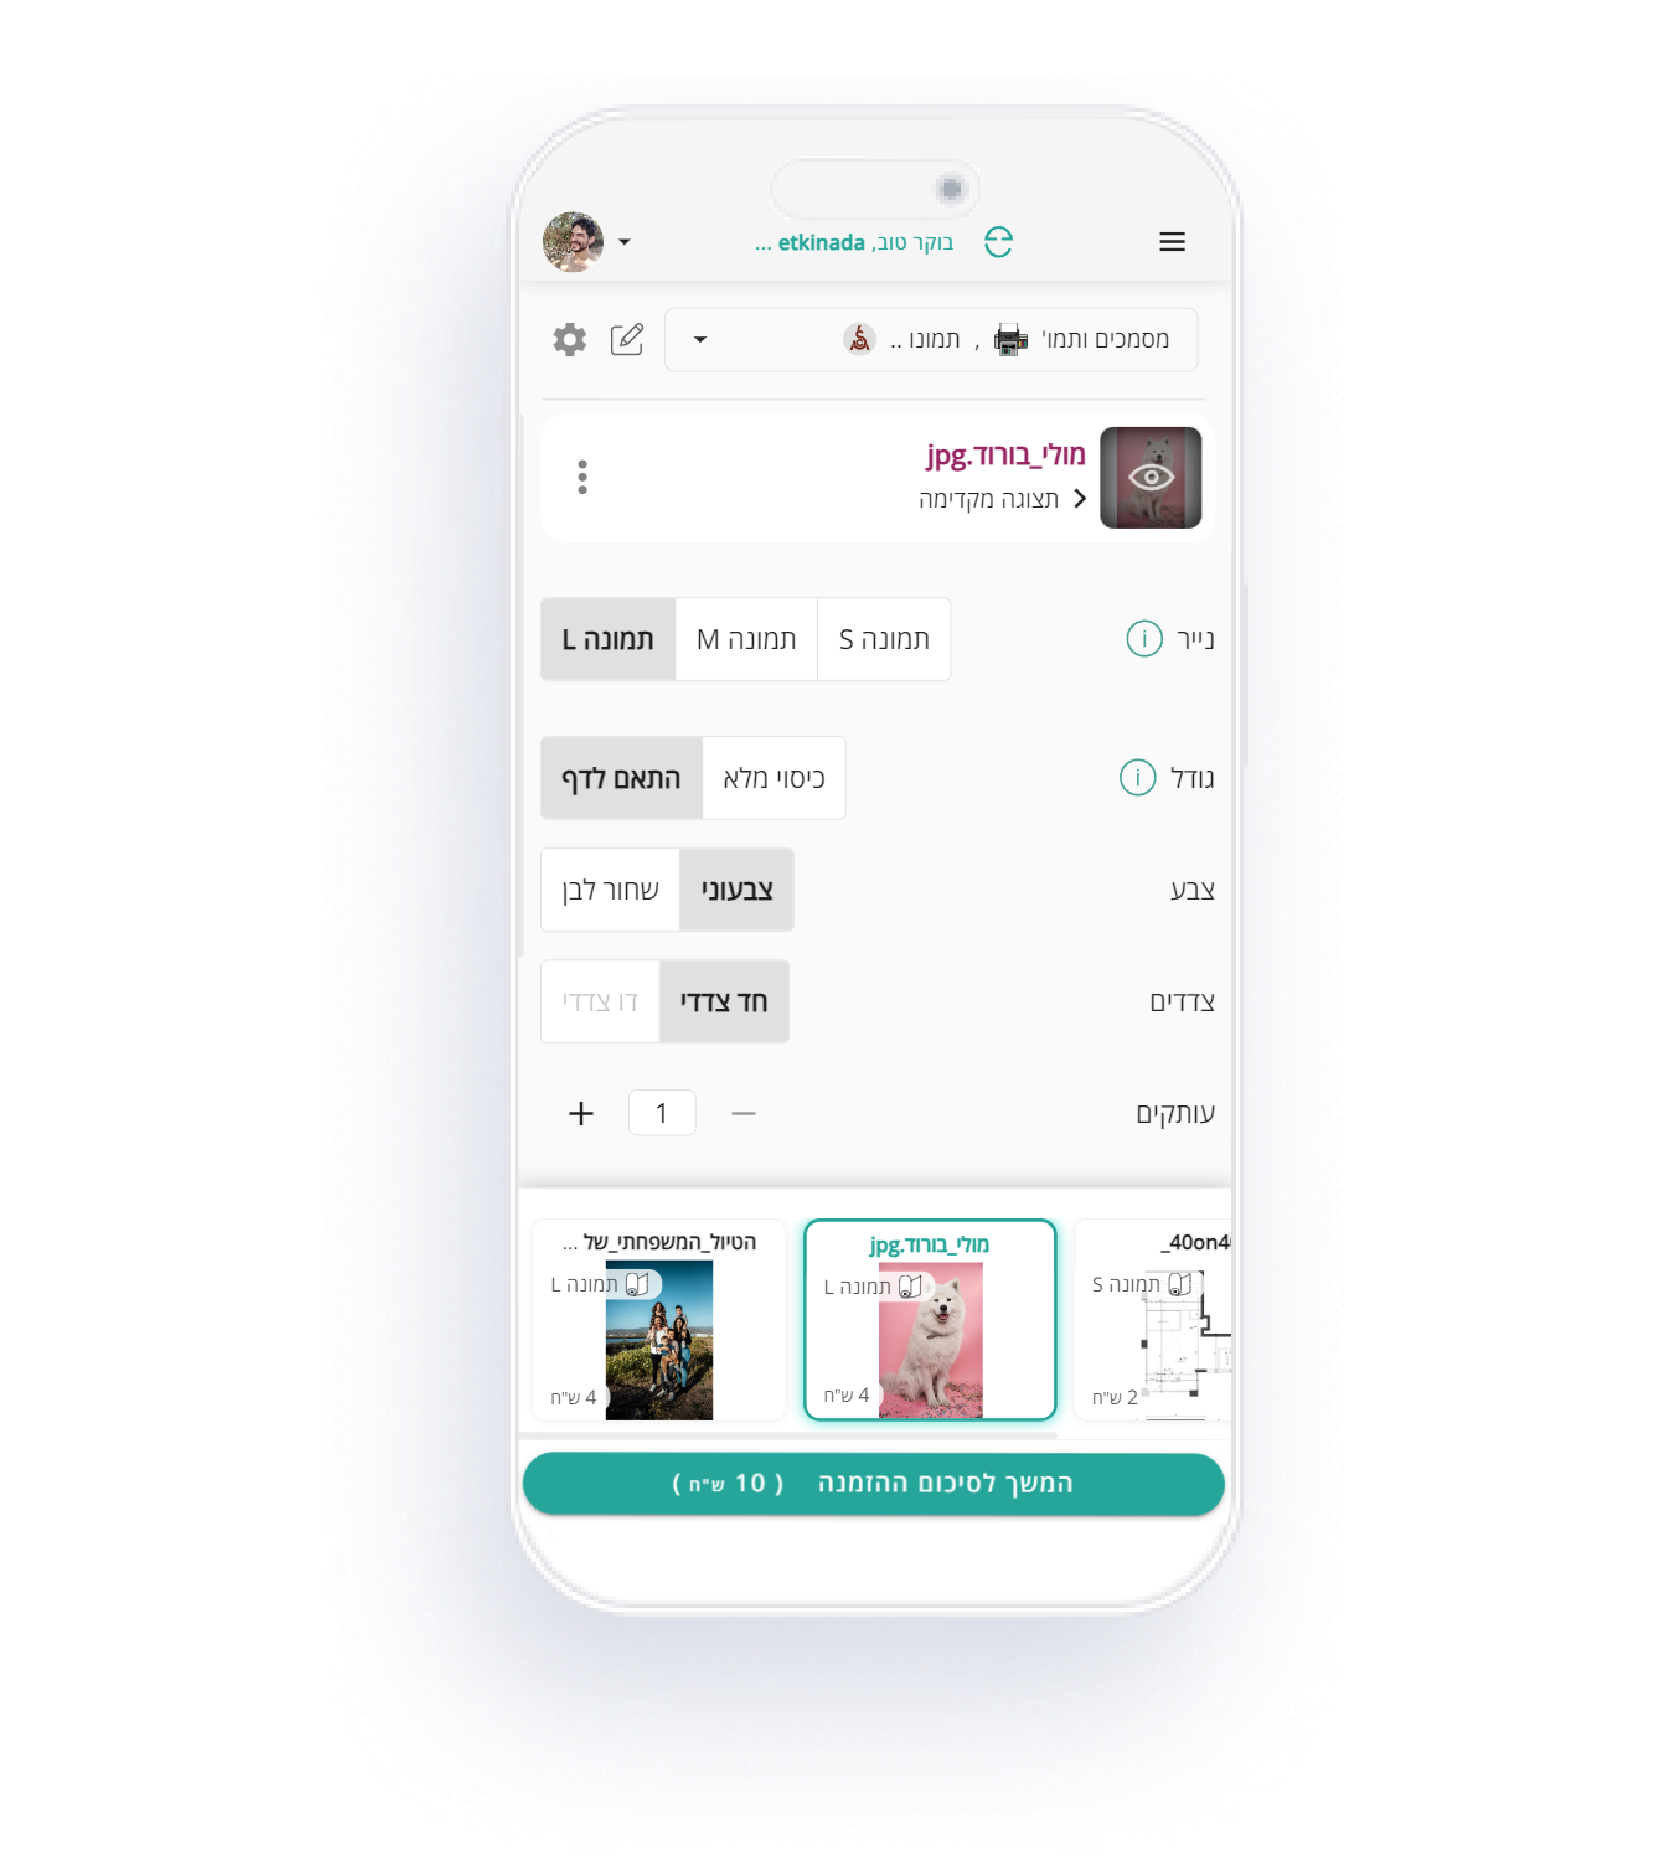 בוקר טוב, etkinada ...
מסמכים ותמו' , תמונו ..
מולי_בורוד.jpg
תצוגה מקדימה
נייר
תמונה S תמונה M תמונה L
גודל
כיסוי מלא התאם לדף
צבע
צבעוני שחור לבן
צדדים
חד צדדי דו צדדי
עותקים
1
_40on4
תמונה S
2 ש"ח
מולי_בורוד.jpg
תמונה L
4 ש"ח
הטיול_המשפחתי_של ...
תמונה L
4 ש"ח
המשך לסיכום ההזמנה ( 10 ש"ח )